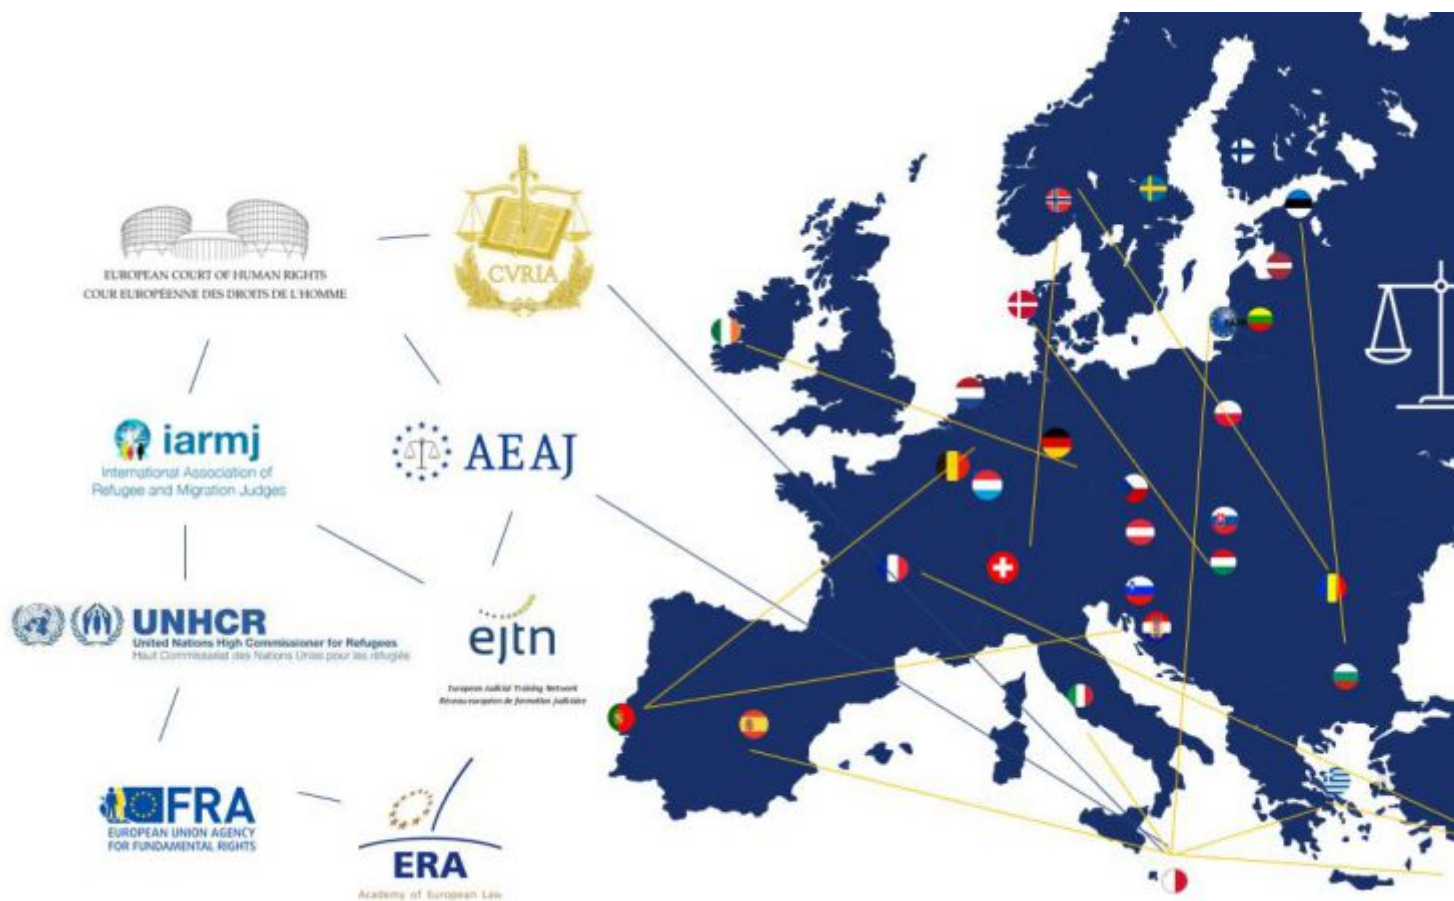 EUROPEAN COURT OF HUMAN RIGHTS
COUR EUROPÉENNE DES DROITS DE L'HOMME
CVRIA
iarmj
International Association of
Refugee and Migration Judges
AEAJ
UNHCR
United Nations High Commissioner for Refugees
Haut Commissariat des Nations Unies pour les réfugiés
ejtn
European Judicial Training Network
Réseau européen de formation judiciaire
FRA
EUROPEAN UNION AGENCY
FOR FUNDAMENTAL RIGHTS
ERA
Academy of European Law